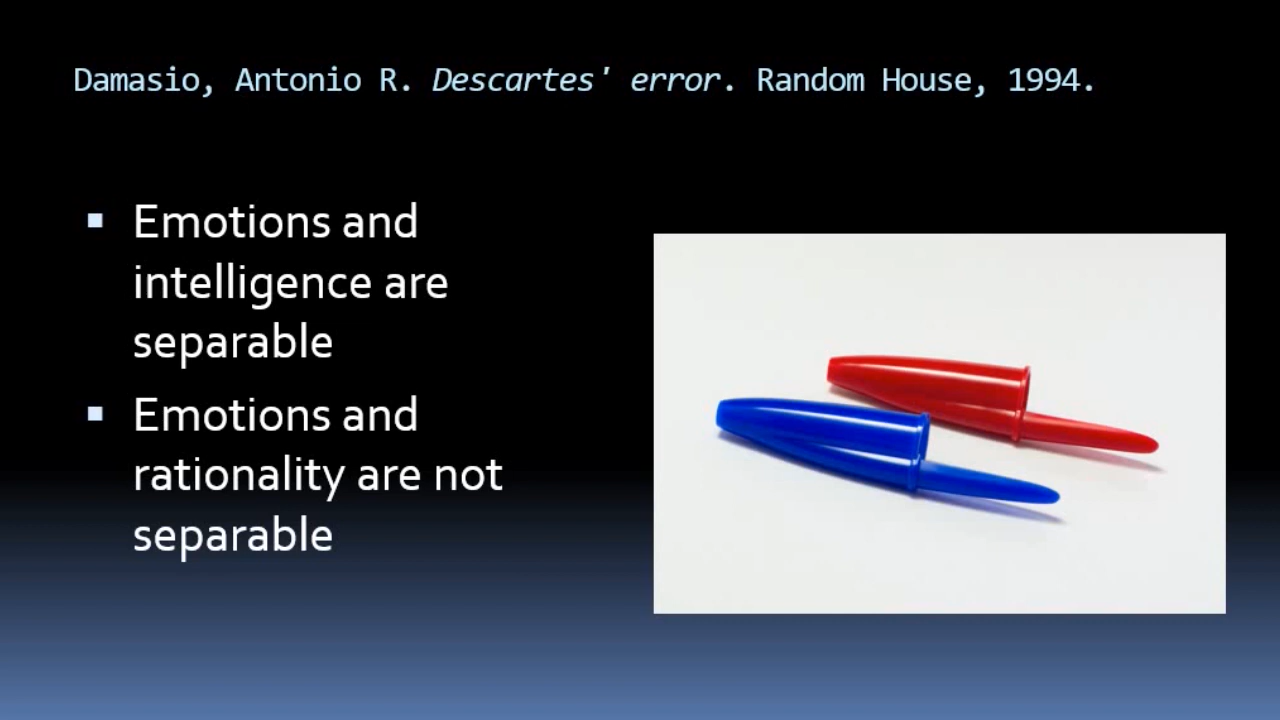 Damasio, Antonio R. Descartes' error. Random House, 1994.
Emotions and
intelligence are
separable
Emotions and
rationality are not
separable